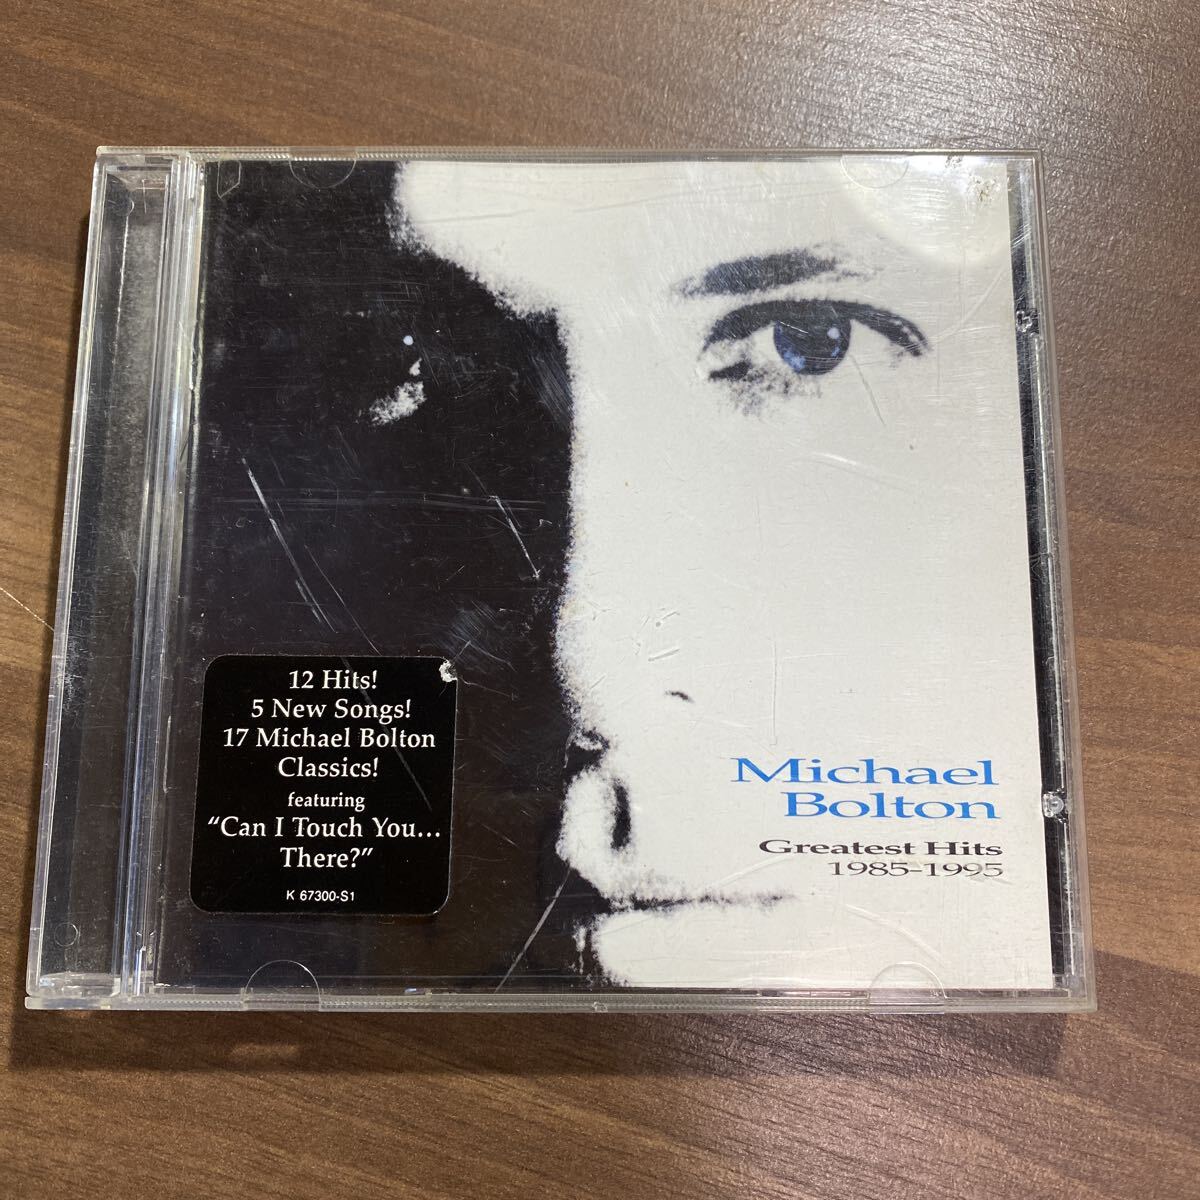 12 Hits!
5 New Songs!
17 Michael Bolton
Classics!
featuring
“Can I Touch You...
There?”
K 67300-S1
Michael
Bolton
Greatest Hits
1985-1995